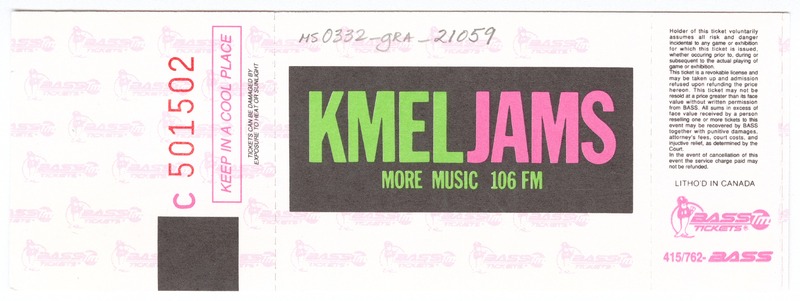 HS0332-GRA-21059
C 501502
KEEP IN A COOL PLACE
TICKETS CAN BE DAMAGED BY
EXPOSURE TO HEAT OR SUNLIGHT
KMELJAMS
MORE MUSIC 106 FM
Holder of this ticket voluntarily
assumes all risk and danger
incidental to any game or exhibition
for which this ticket is issued,
whether occuring prior to, during or
subsequent to the actual playing of
game or exhibition.
This ticket is a revokable license and
may be taken up and admission
refused upon refunding the price
hereon. This ticket may not be
resold at a price greater than its face
value without written permission
from BASS. All sums in excess of
face value received by a person
reselling one or more tickets to this
event may be recovered by BASS
together with punitive damages,
attorney's fees, court costs, and
injuctive relief, as determined by the
Court.
In the event of cancellation of this
event the service charge paid may
not be refunded.
LITHO'D IN CANADA
BASS TM
TICKETS®
415/762-BASS